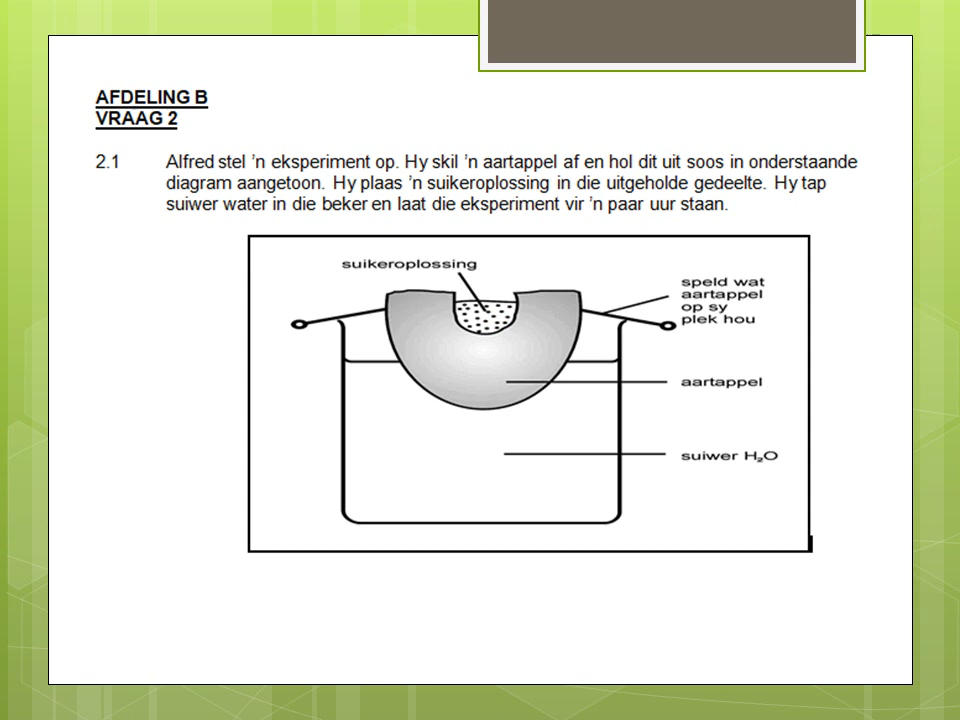 AFDELING B
VRAAG 2
2.1 Alfred stel 'n eksperiment op. Hy skil 'n aartappel af en hol dit uit soos in onderstaande
diagram aangetoon. Hy plaas 'n suikeroplossing in die uitgeholde gedeelte. Hy tap
suiwer water in die beker en laat die eksperiment vir 'n paar uur staan.
suikeroplossing
speld wat
aartappel
op sy
plek hou
aartappel
suiwer H₂O